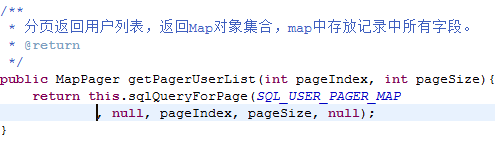 /**
 * 分页返回用户列表，返回Map对象集合，map中存放记录中所有字段。
 * @return
 */
public MapPager getPagerUserList(int pageIndex, int pageSize){
    return this.sqlQueryForPage(SQL_USER_PAGER_MAP
            , null, pageIndex, pageSize, null);
}